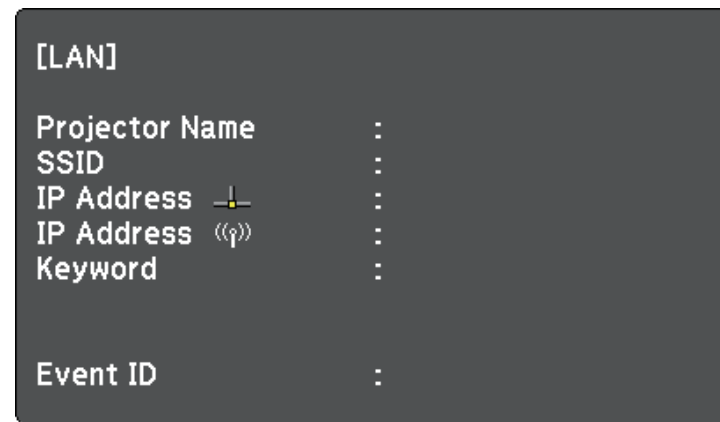 [LAN]
Projector Name :
SSID :
IP Address :
IP Address :
Keyword :
Event ID :